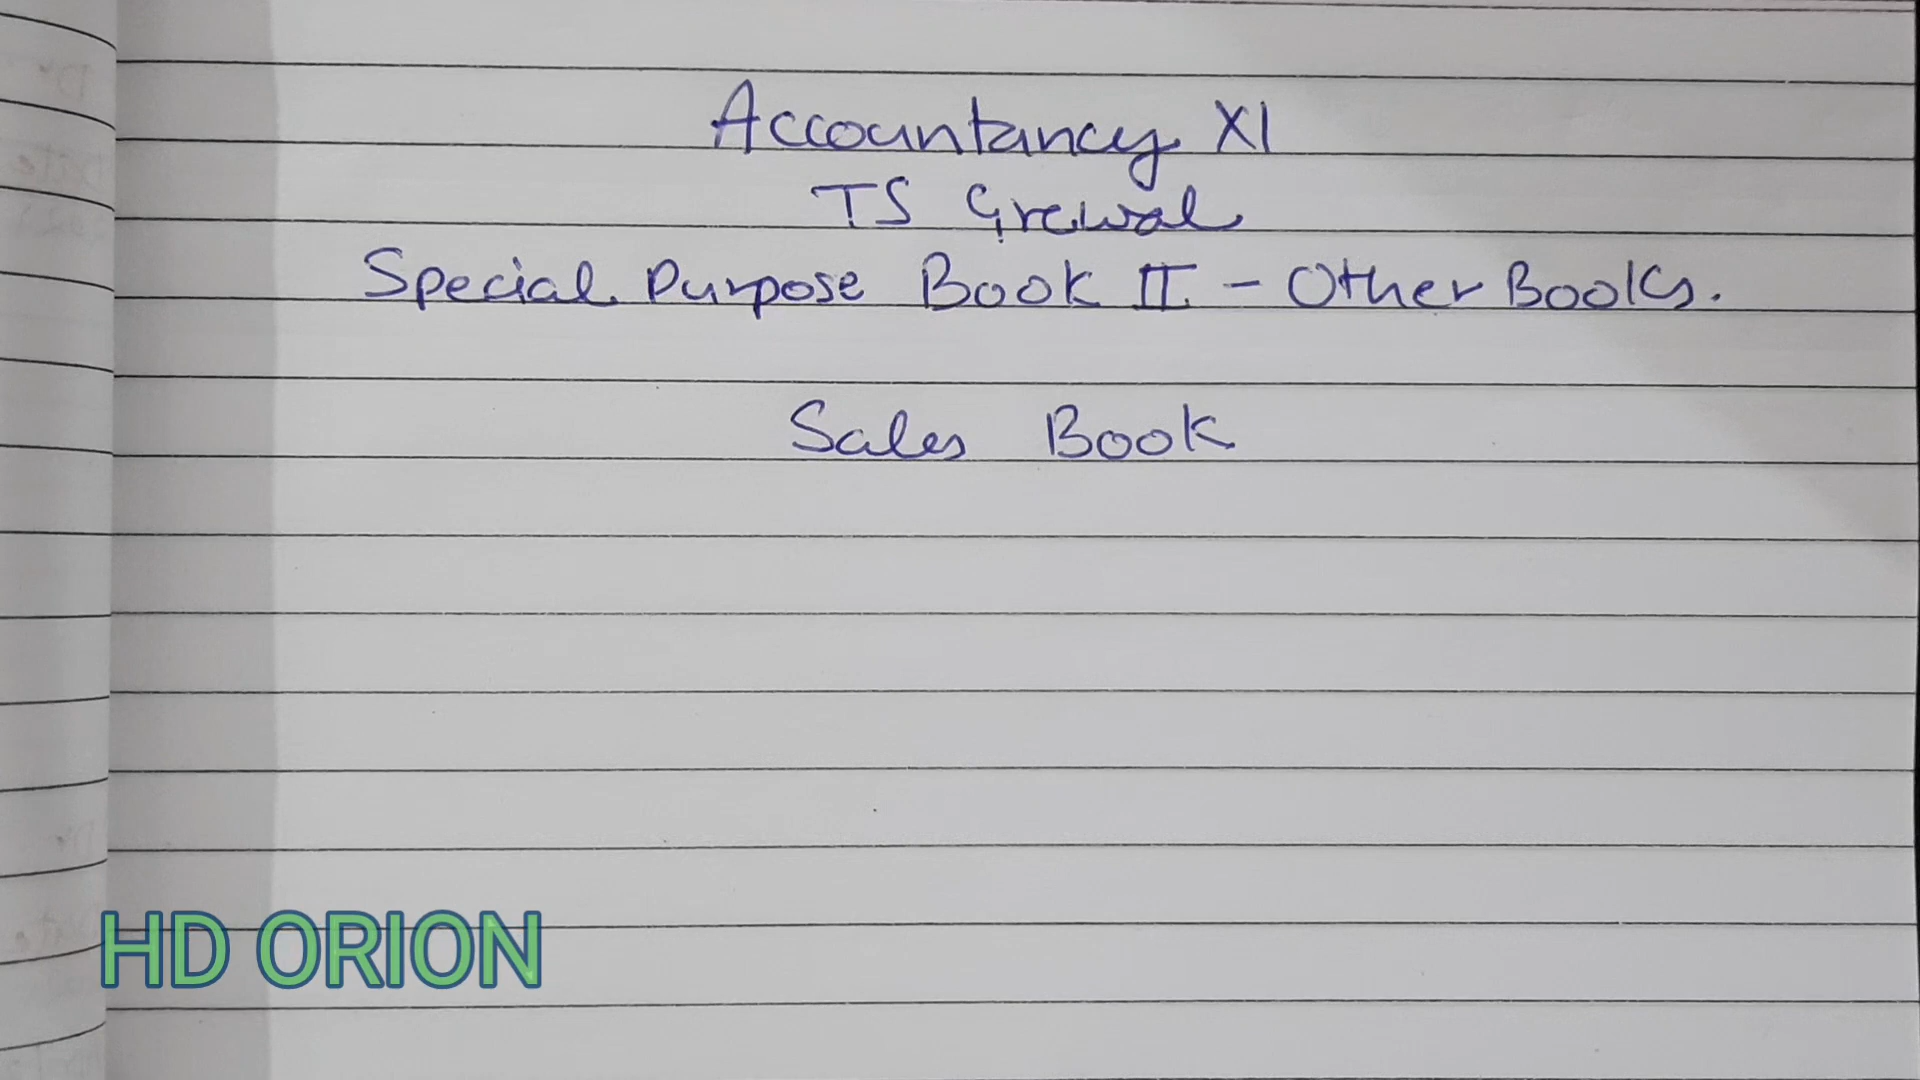 Accountancy XI
TS Grewal
Special Purpose Book II - Other Books.
Sales Book
HD ORION